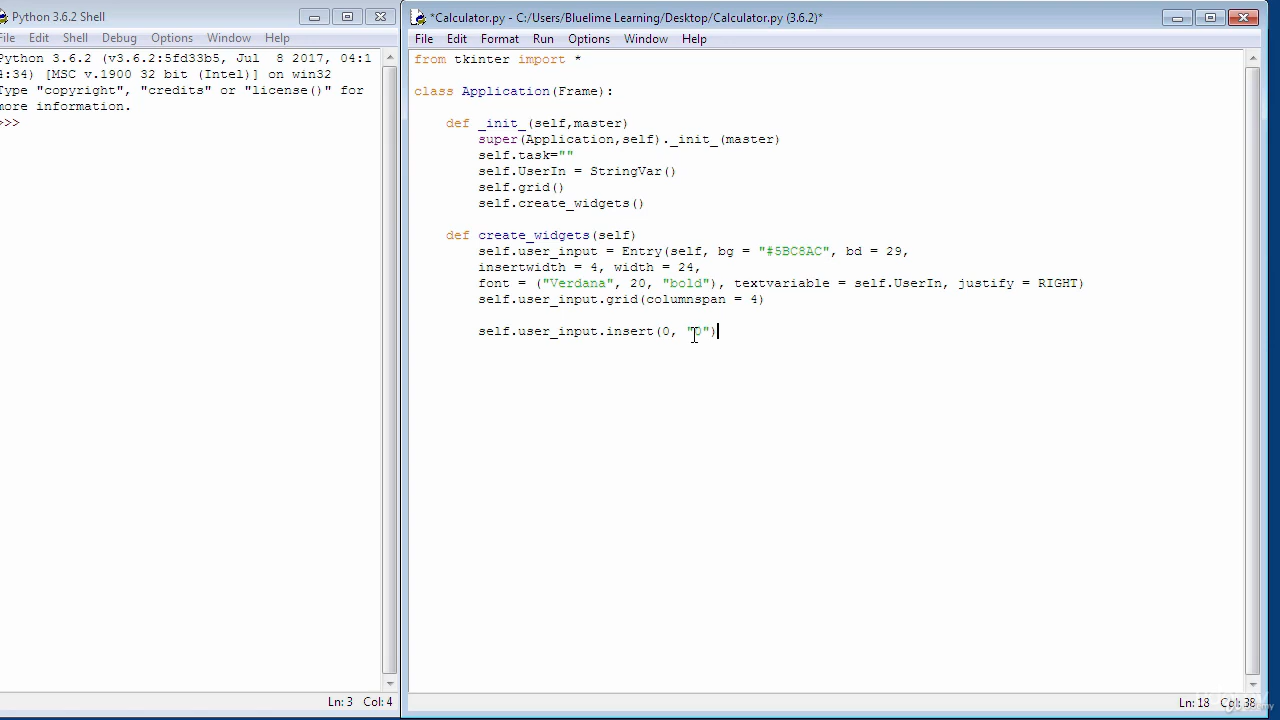 Python 3.6.2 Shell
File Edit Shell Debug Options Window Help
Python 3.6.2 (v3.6.2:5fd33b5, Jul 8 2017, 04:1
4:34) [MSC v.1900 32 bit (Intel)] on win32
Type "copyright", "credits" or "license()" for
more information.
>>>
Ln: 3 Col: 4
*Calculator.py - C:/Users/Bluelime Learning/Desktop/Calculator.py (3.6.2)*
File Edit Format Run Options Window Help
from tkinter import *
class Application(Frame):
def _init_(self,master)
super(Application,self)._init_(master)
self.task=""
self.UserIn = StringVar()
self.grid()
self.create_widgets()
def create_widgets(self)
self.user_input = Entry(self, bg = "#5BC8AC", bd = 29,
insertwidth = 4, width = 24,
font = ("Verdana", 20, "bold"), textvariable = self.UserIn, justify = RIGHT)
self.user_input.grid(columnspan = 4)
self.user_input.insert(0, "0")
Ln: 18 Col: 38